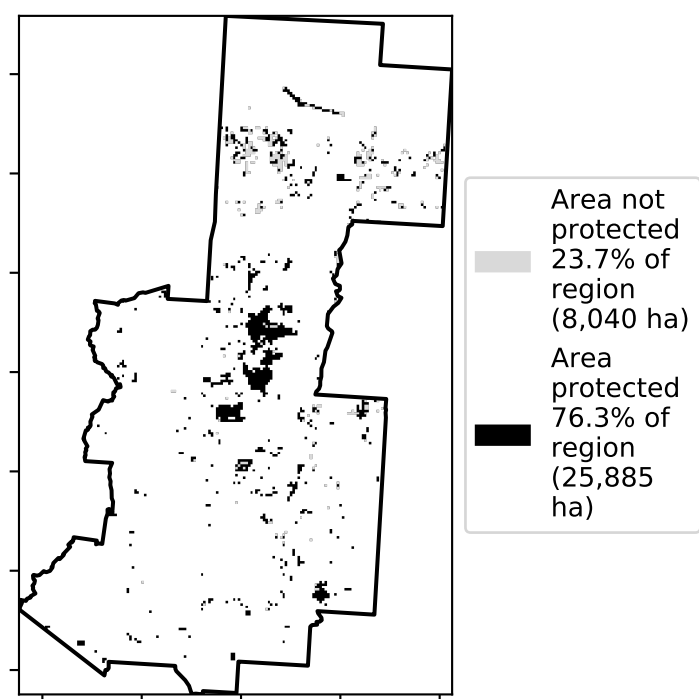 Area not
protected
23.7% of
region
(8,040 ha)
Area
protected
76.3% of
region
(25,885
ha)